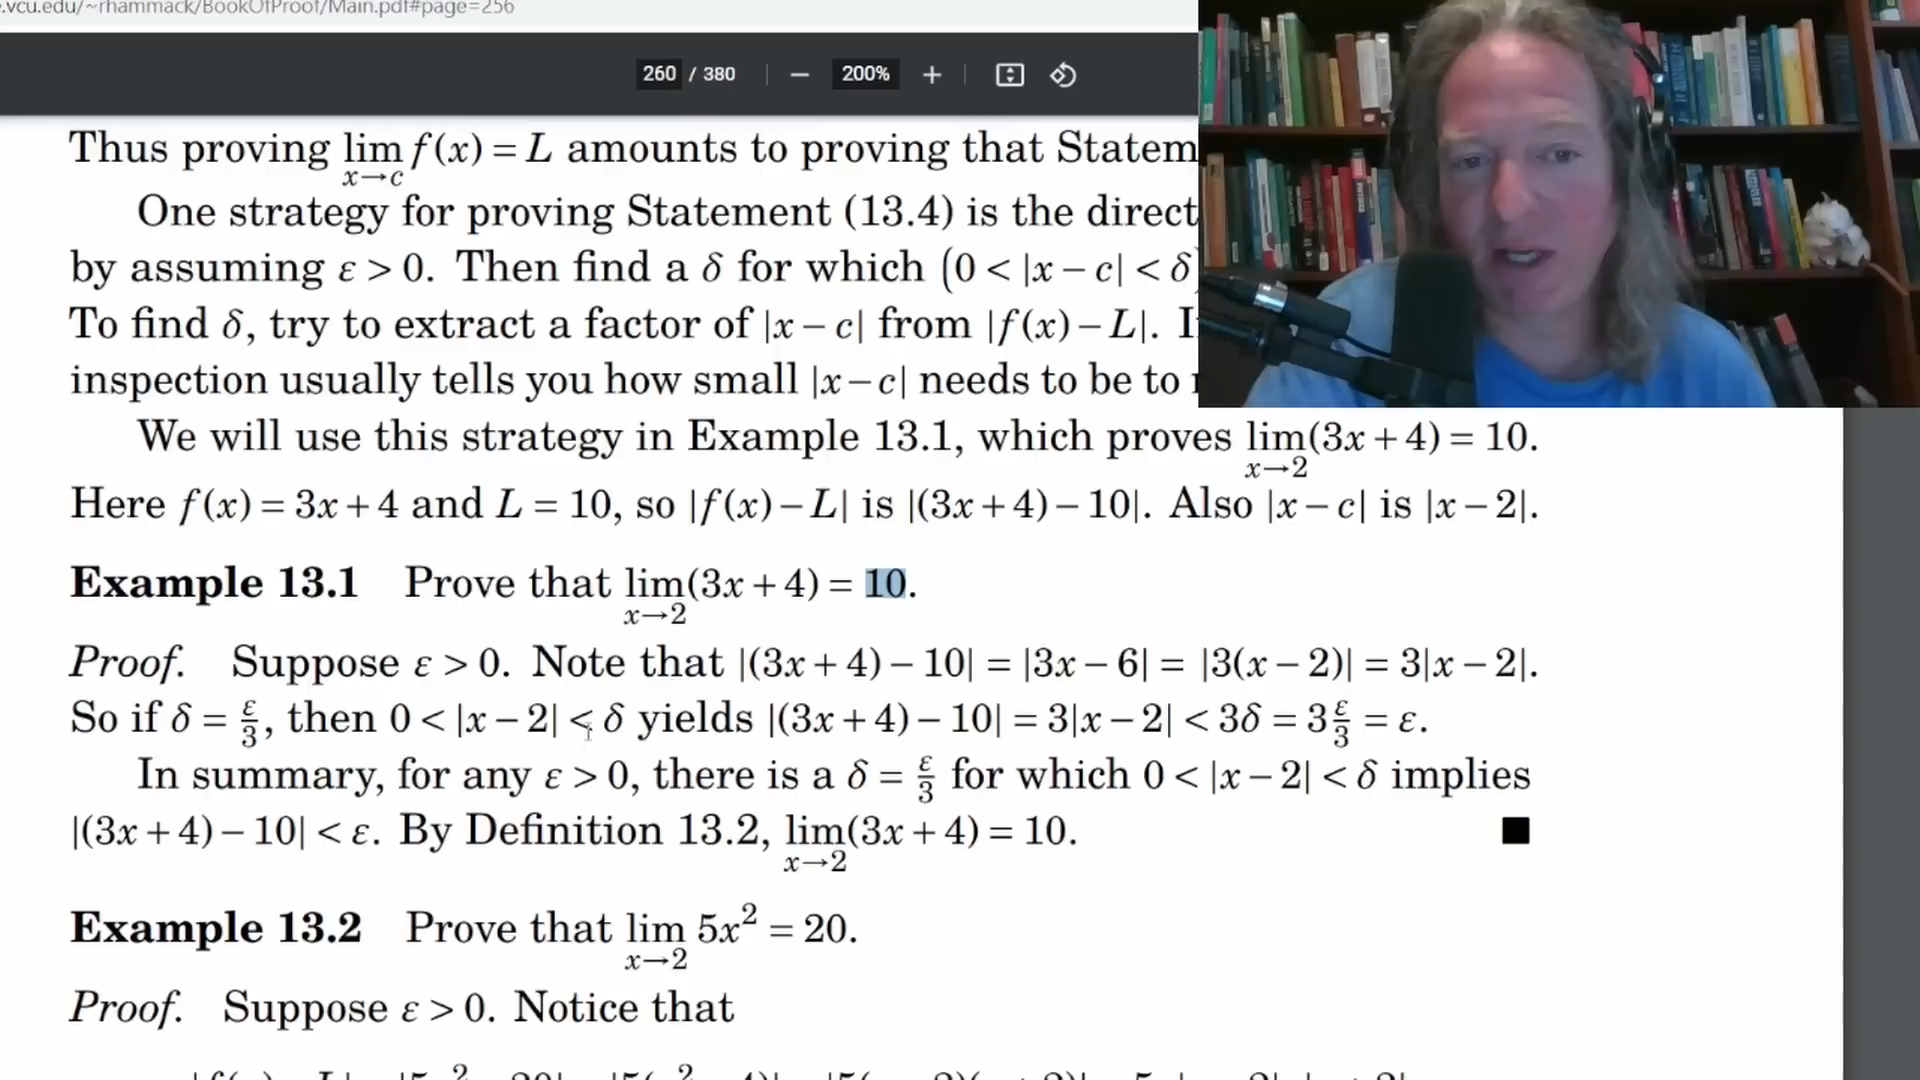 .vcu.edu/~rhammack/BookOfProof/Main.pdf#page=256
260 / 380 − 200% +
Thus proving lim f(x) = L amounts to proving that Statem
x→c
One strategy for proving Statement (13.4) is the direct
by assuming ε > 0. Then find a δ for which (0 < |x − c| < δ)
To find δ, try to extract a factor of |x − c| from |f(x) − L|. I
inspection usually tells you how small |x − c| needs to be to
We will use this strategy in Example 13.1, which proves lim(3x + 4) = 10.
x→2
Here f(x) = 3x + 4 and L = 10, so |f(x) − L| is |(3x + 4) − 10|. Also |x − c| is |x − 2|.
Example 13.1 Prove that lim(3x + 4) = 10.
x→2
Proof. Suppose ε > 0. Note that |(3x + 4) − 10| = |3x − 6| = |3(x − 2)| = 3|x − 2|.
So if δ = ε/3, then 0 < |x − 2| < δ yields |(3x + 4) − 10| = 3|x − 2| < 3δ = 3 ε/3 = ε.
In summary, for any ε > 0, there is a δ = ε/3 for which 0 < |x − 2| < δ implies
|(3x + 4) − 10| < ε. By Definition 13.2, lim(3x + 4) = 10. ■
x→2
Example 13.2 Prove that lim 5x² = 20.
x→2
Proof. Suppose ε > 0. Notice that